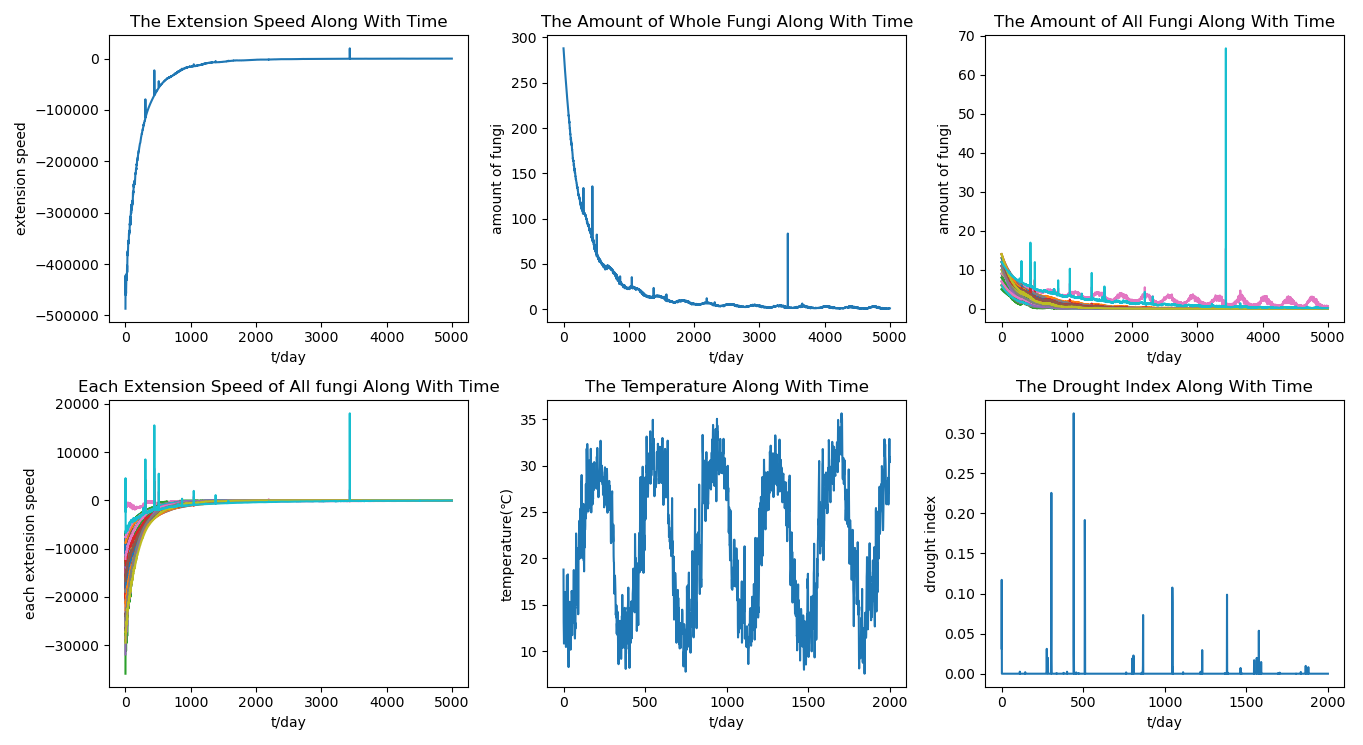 The Extension Speed Along With Time
extension speed
0
−100000
−200000
−300000
−400000
−500000
0 1000 2000 3000 4000 5000
t/day
The Amount of Whole Fungi Along With Time
amount of fungi
300
250
200
150
100
50
0
0 1000 2000 3000 4000 5000
t/day
The Amount of All Fungi Along With Time
amount of fungi
70
60
50
40
30
20
10
0
0 1000 2000 3000 4000 5000
t/day
Each Extension Speed of All fungi Along With Time
each extension speed
20000
10000
0
−10000
−20000
−30000
0 1000 2000 3000 4000 5000
t/day
The Temperature Along With Time
temperature(℃)
35
30
25
20
15
10
0 500 1000 1500 2000
t/day
The Drought Index Along With Time
drought index
0.30
0.25
0.20
0.15
0.10
0.05
0.00
0 500 1000 1500 2000
t/day